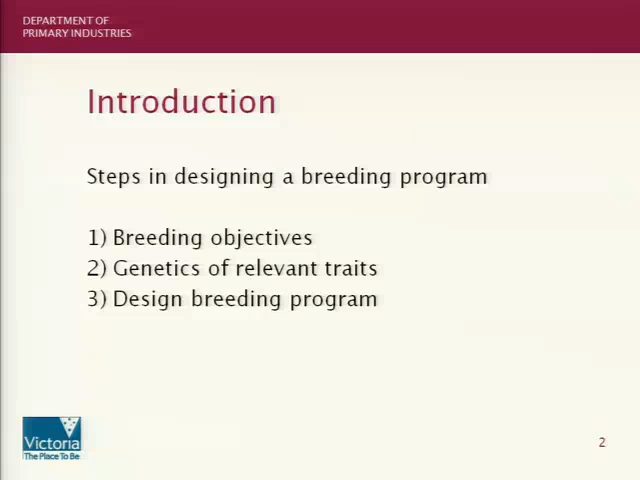 DEPARTMENT OF
PRIMARY INDUSTRIES
Introduction
Steps in designing a breeding program
1) Breeding objectives
2) Genetics of relevant traits
3) Design breeding program
Victoria
The Place To Be
2